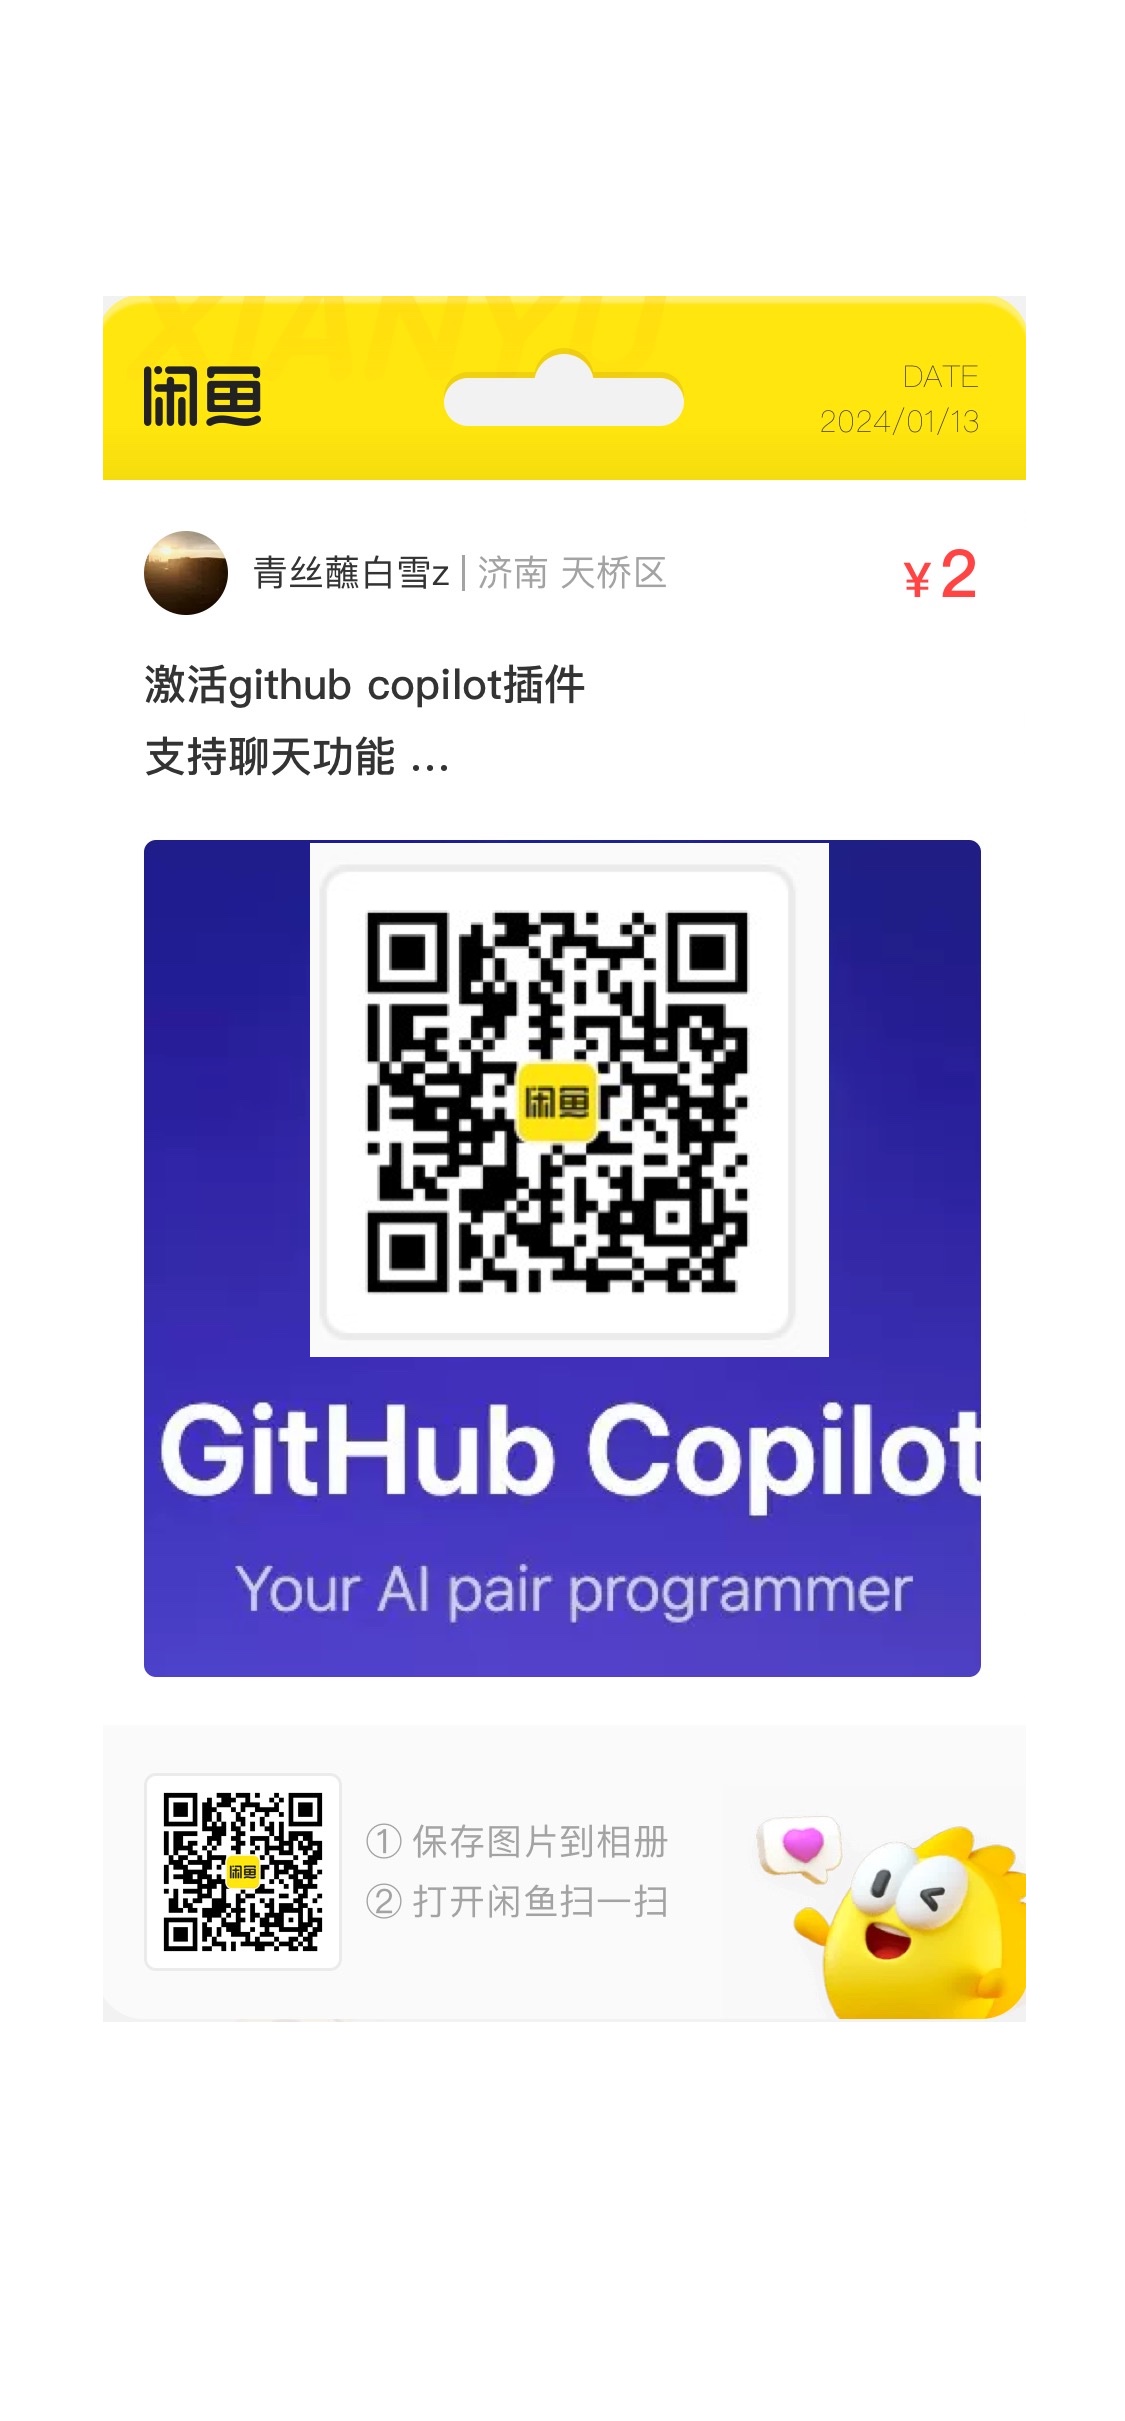 XIANYU
闲鱼
DATE
2024/01/13
青丝蘸白雪z | 济南 天桥区
¥2
激活github copilot插件
支持聊天功能 ...
闲鱼
GitHub Copilot
Your AI pair programmer
闲鱼
① 保存图片到相册
② 打开闲鱼扫一扫